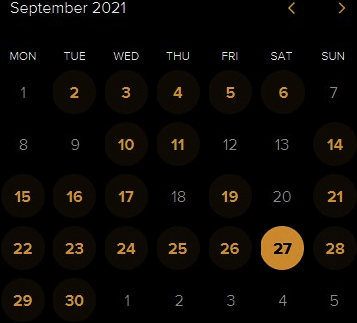 September 2021
MON TUE WED THU FRI SAT SUN
1 2 3 4 5 6 7
8 9 10 11 12 13 14
15 16 17 18 19 20 21
22 23 24 25 26 27 28
29 30 1 2 3 4 5